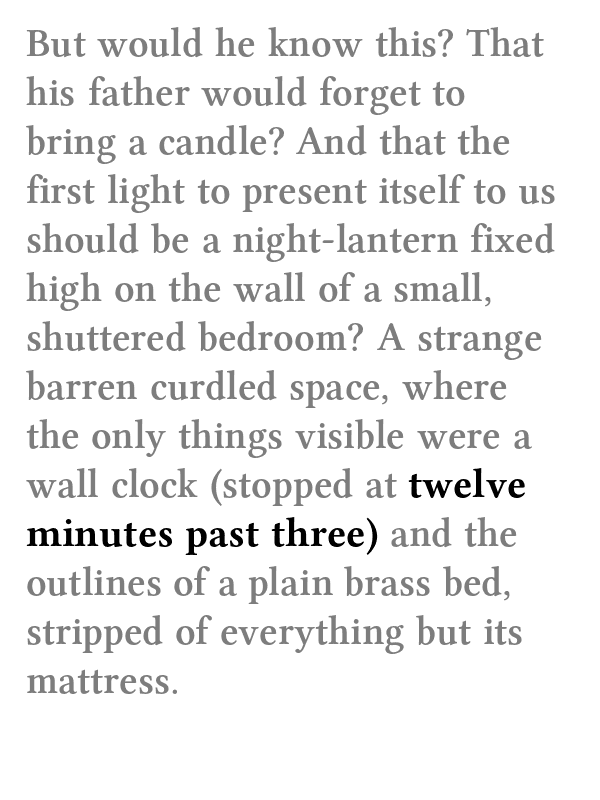 But would he know this? That
his father would forget to
bring a candle? And that the
first light to present itself to us
should be a night-lantern fixed
high on the wall of a small,
shuttered bedroom? A strange
barren curdled space, where
the only things visible were a
wall clock (stopped at twelve
minutes past three) and the
outlines of a plain brass bed,
stripped of everything but its
mattress.